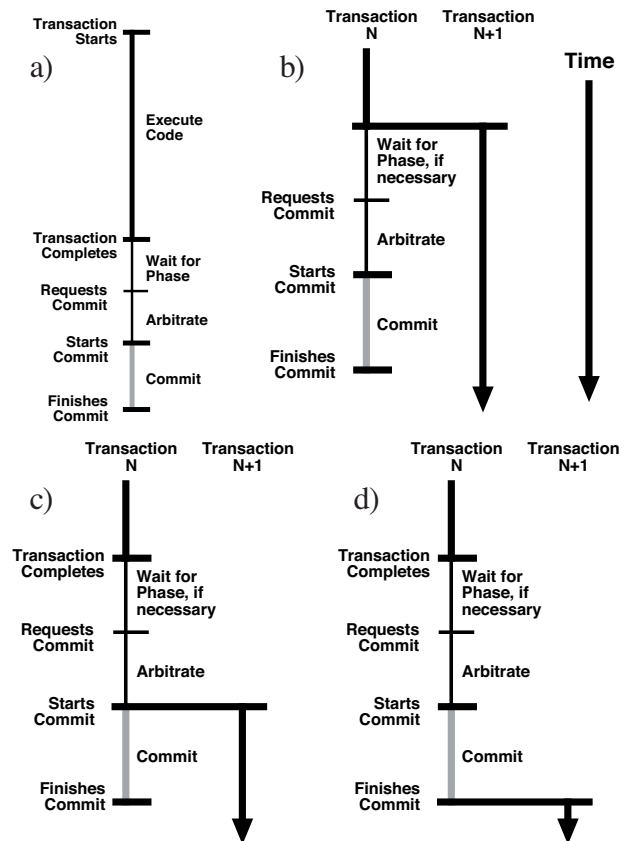 Transaction
Starts
a)
Execute
Code
Transaction
Completes
Wait for
Phase
Requests
Commit
Arbitrate
Starts
Commit
Commit
Finishes
Commit
Transaction
N
Transaction
N+1
b)
Time
Wait for
Phase, if
necessary
Requests
Commit
Arbitrate
Starts
Commit
Commit
Finishes
Commit
Transaction
N
Transaction
N+1
c)
Transaction
Completes
Wait for
Phase, if
necessary
Requests
Commit
Arbitrate
Starts
Commit
Commit
Finishes
Commit
Transaction
N
Transaction
N+1
d)
Transaction
Completes
Wait for
Phase, if
necessary
Requests
Commit
Arbitrate
Starts
Commit
Commit
Finishes
Commit